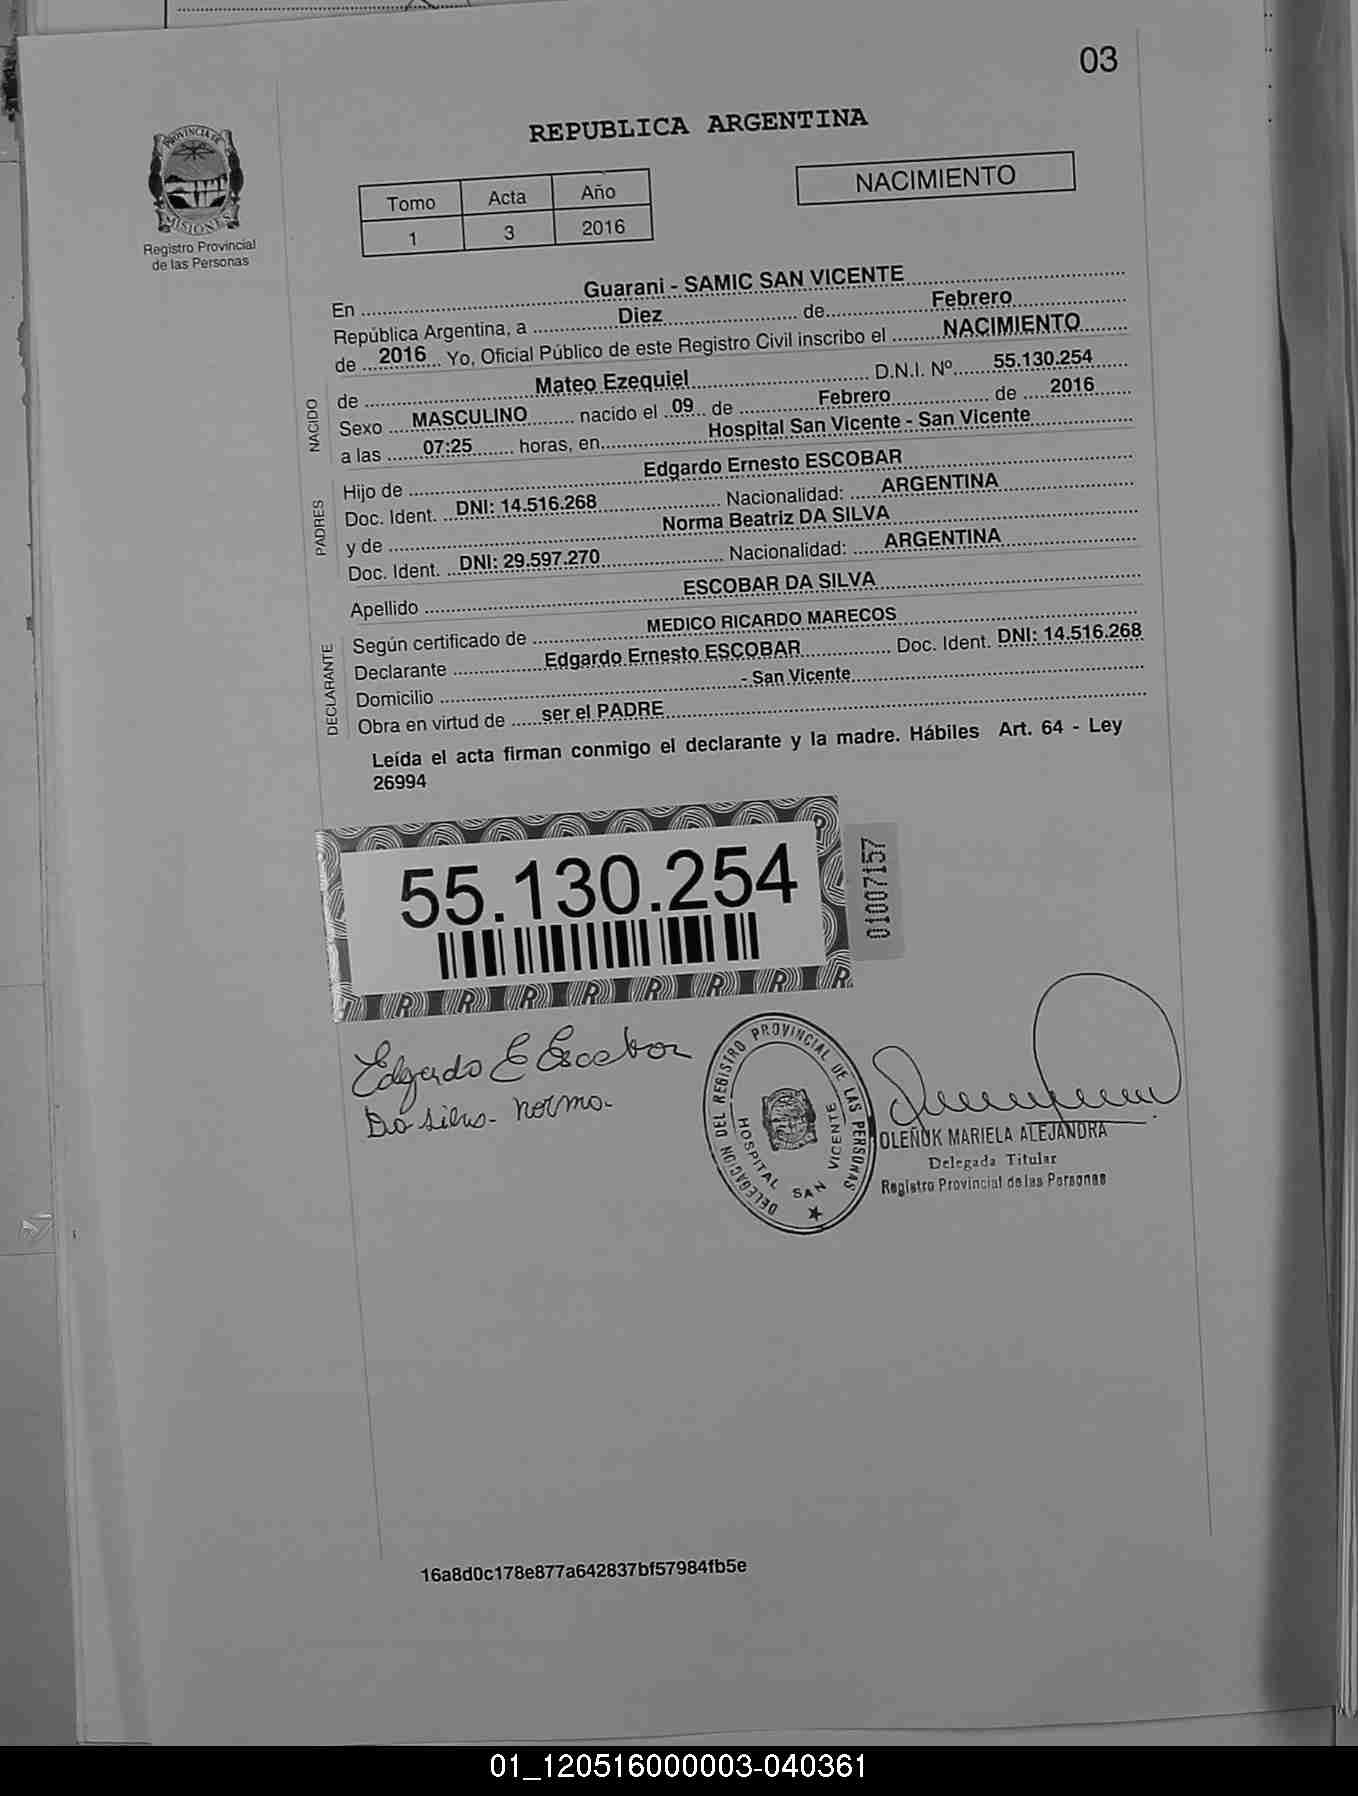 03
REPUBLICA ARGENTINA
PROVINCIA DE
MISIONES
Registro Provincial
de las Personas
Tomo Acta Año
1 3 2016
NACIMIENTO
En Guarani - SAMIC SAN VICENTE
República Argentina, a Diez de Febrero
de 2016 Yo, Oficial Público de este Registro Civil inscribo el NACIMIENTO
NACIDO
de Mateo Ezequiel D.N.I. Nº 55.130.254
Sexo MASCULINO nacido el 09 de Febrero de 2016
a las 07:25 horas, en Hospital San Vicente - San Vicente
PADRES
Hijo de Edgardo Ernesto ESCOBAR
Doc. Ident. DNI: 14.516.268 Nacionalidad: ARGENTINA
y de Norma Beatriz DA SILVA
Doc. Ident. DNI: 29.597.270 Nacionalidad: ARGENTINA
Apellido ESCOBAR DA SILVA
DECLARANTE
Según certificado de MEDICO RICARDO MARECOS
Declarante Edgardo Ernesto ESCOBAR Doc. Ident. DNI: 14.516.268
Domicilio - San Vicente
Obra en virtud de ser el PADRE
Leída el acta firman conmigo el declarante y la madre. Hábiles Art. 64 - Ley
26994
55.130.254
01007157
R R R R R R R R
Edgardo E Escobar
Da Silva - Norma -
DELEGACION DEL REGISTRO PROVINCIAL DE LAS PERSONAS
HOSPITAL SAN VICENTE
OLEÑUK MARIELA ALEJANDRA
Delegada Titular
Registro Provincial de las Personas
16a8d0c178e877a642837bf57984fb5e
01_120516000003-040361